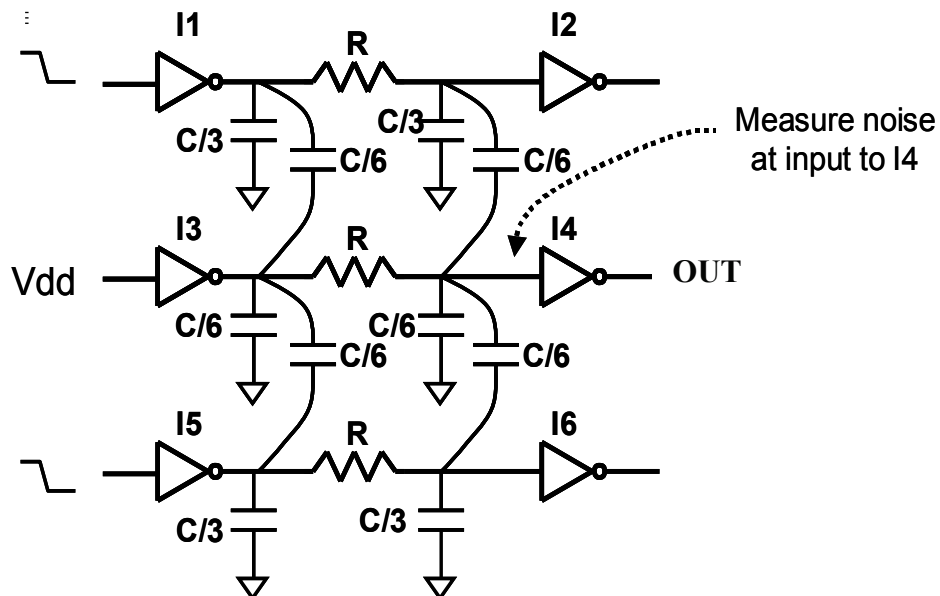 ⋮
I1
R
I2
C/3
C/3
C/6
C/6
Measure noise
at input to I4
I3
R
I4
Vdd
OUT
C/6
C/6
C/6
C/6
I5
R
I6
C/3
C/3